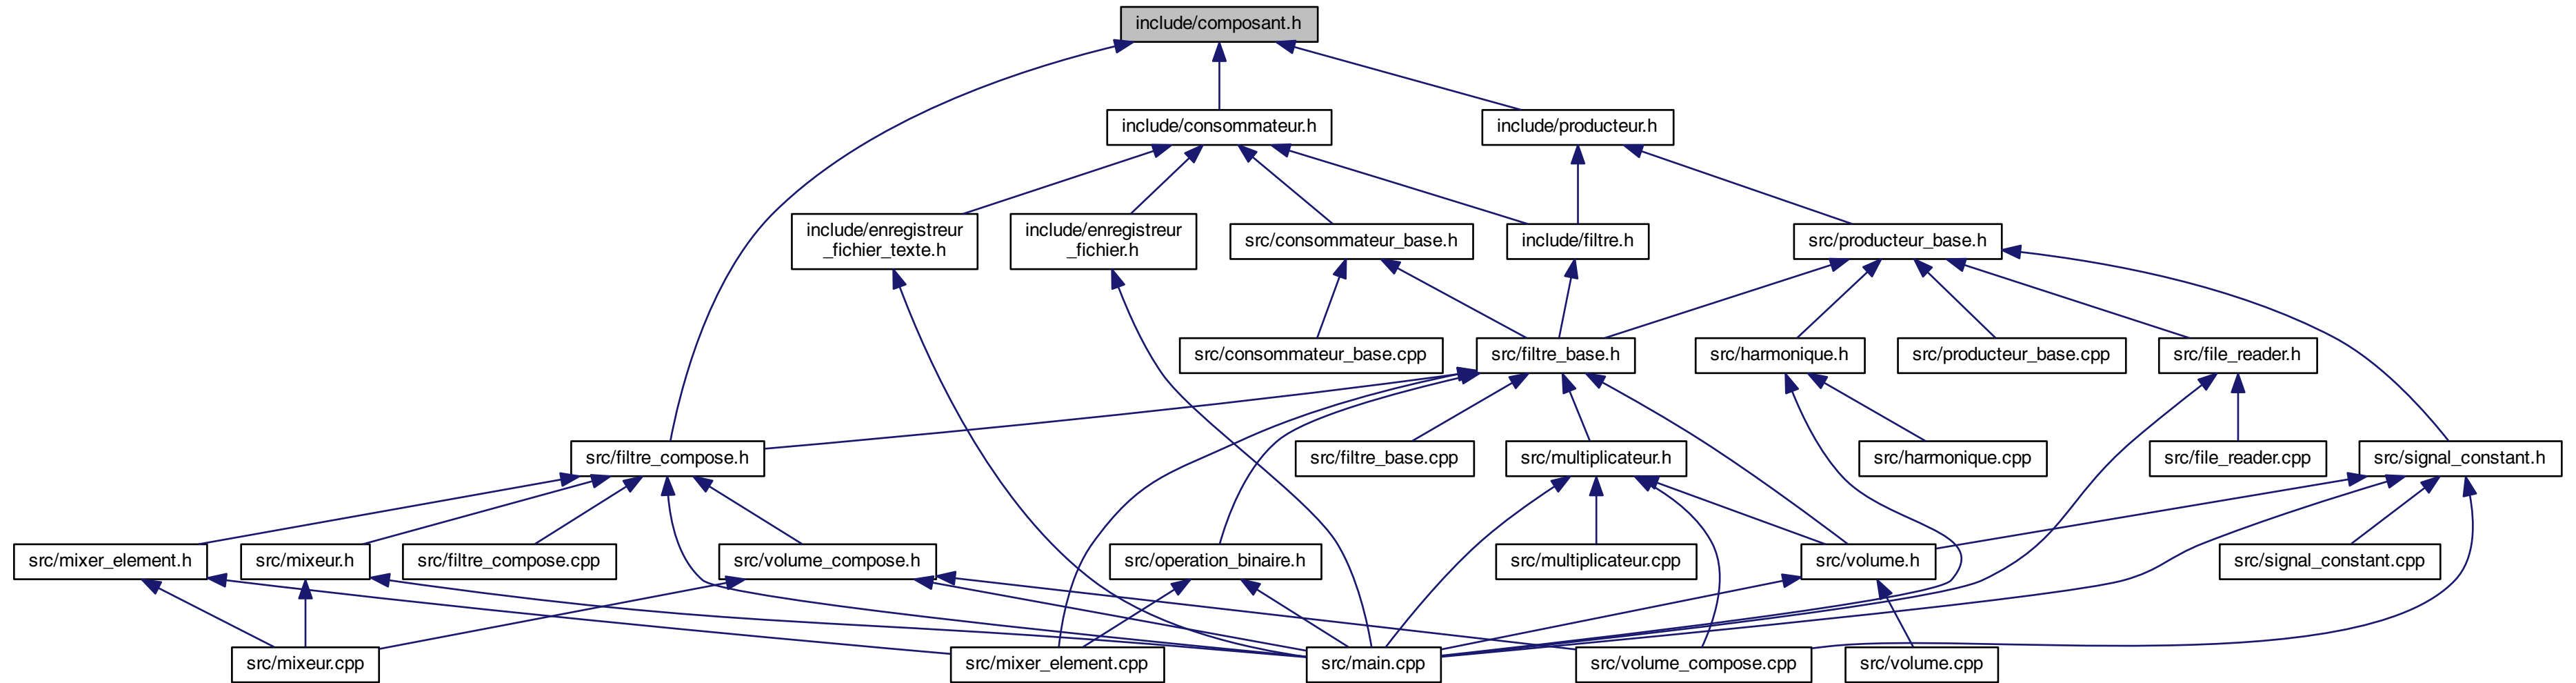 include/composant.h
include/consommateur.h
include/producteur.h
include/enregistreur
_fichier_texte.h
include/enregistreur
_fichier.h
src/consommateur_base.h
include/filtre.h
src/producteur_base.h
src/consommateur_base.cpp
src/filtre_base.h
src/harmonique.h
src/producteur_base.cpp
src/file_reader.h
src/filtre_compose.h
src/filtre_base.cpp
src/multiplicateur.h
src/harmonique.cpp
src/file_reader.cpp
src/signal_constant.h
src/mixer_element.h
src/mixeur.h
src/filtre_compose.cpp
src/volume_compose.h
src/operation_binaire.h
src/multiplicateur.cpp
src/volume.h
src/signal_constant.cpp
src/mixeur.cpp
src/mixer_element.cpp
src/main.cpp
src/volume_compose.cpp
src/volume.cpp